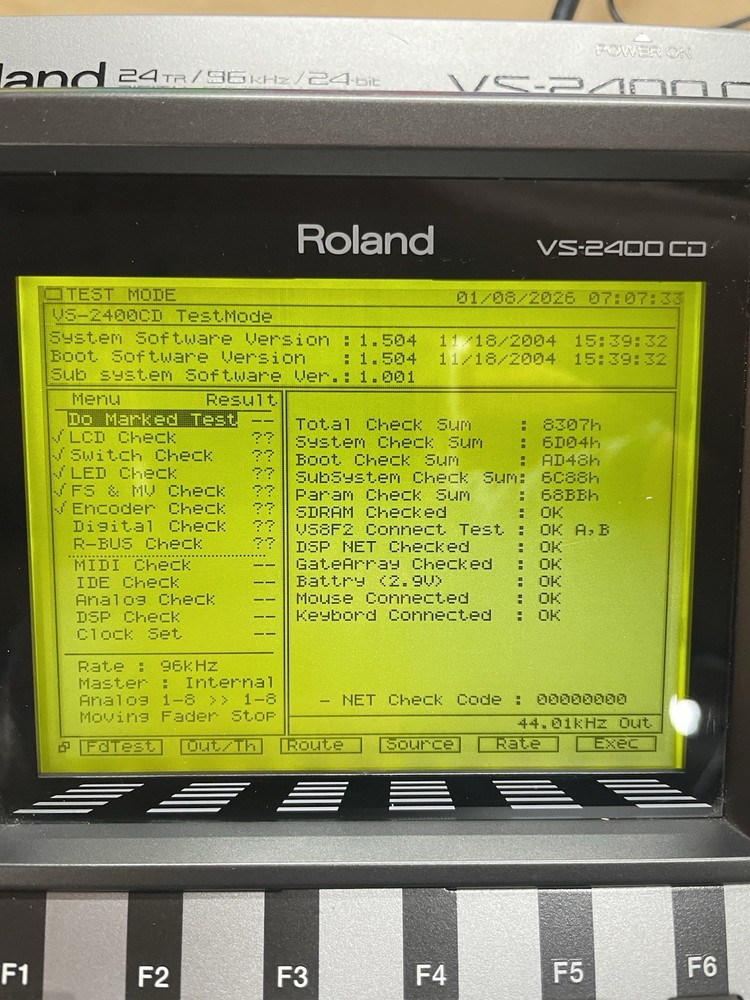 land 24TR/96kHz/24-bit VS-2400C
POWER ON
Roland VS-2400CD
TEST MODE 01/08/2026 07:07:33
VS-2400CD TestMode
System Software Version : 1.504 11/18/2004 15:39:32
Boot Software Version : 1.504 11/18/2004 15:39:32
Sub system Software Ver.: 1.001
Menu Result
Do Marked Test --
√LCD Check ??
√Switch Check ??
√LED Check ??
√FS & MV Check ??
√Encoder Check ??
Digital Check ??
R-BUS Check ??
MIDI Check --
IDE Check --
Analog Check --
DSP Check --
Clock Set --
Rate : 96kHz
Master : Internal
Analog 1-8 >> 1-8
Moving Fader Stop
Total Check Sum : 8307h
System Check Sum : 6D04h
Boot Check Sum : AD48h
SubSystem Check Sum: 6C88h
Param Check Sum : 68BBh
SDRAM Checked : OK
VS8F2 Connect Test : OK A,B
DSP NET Checked : OK
GateArray Checked : OK
Battry (2.9V) : OK
Mouse Connected : OK
Keybord Connected : OK
- NET Check Code : 00000000
44.01kHz Out
FdTest Out/Th Route Source Rate Exec
F1 F2 F3 F4 F5 F6